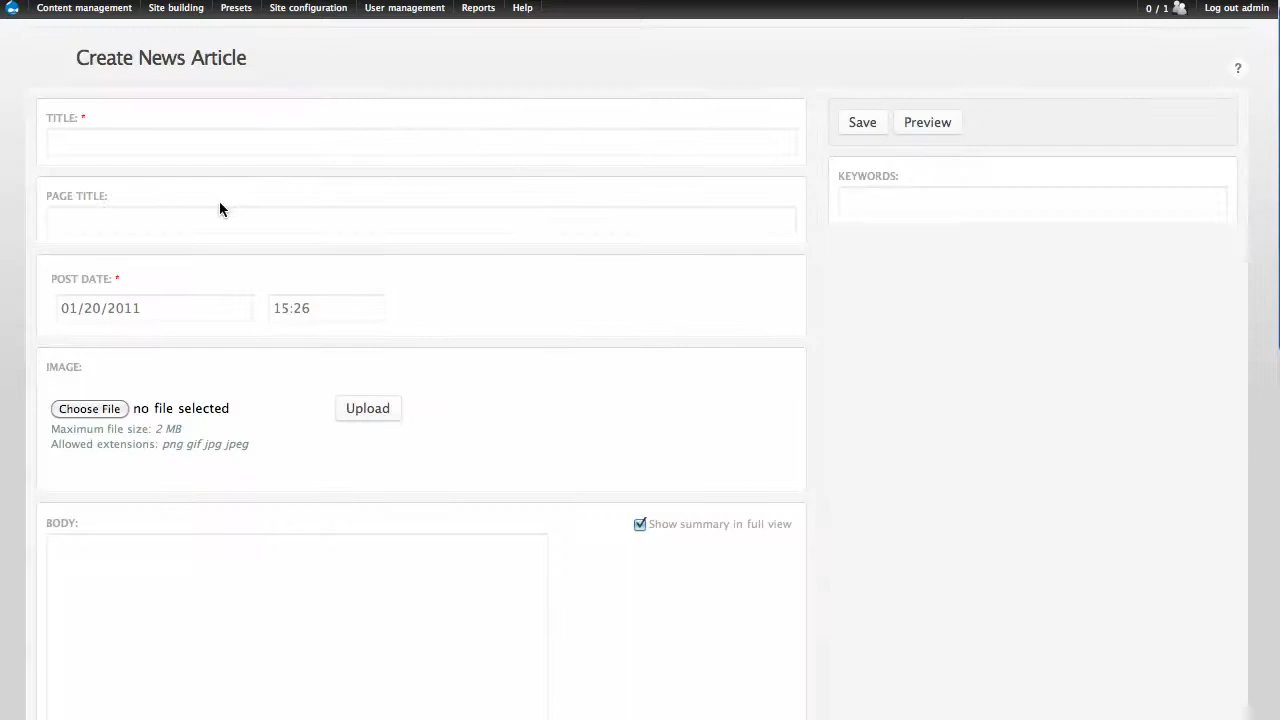 Content management Site building Presets Site configuration User management Reports Help 0 / 1 Log out admin
Create News Article
?
TITLE: *
Save Preview
KEYWORDS:
PAGE TITLE:
POST DATE: *
01/20/2011 15:26
IMAGE:
Choose File no file selected Upload
Maximum file size: 2 MB
Allowed extensions: png gif jpg jpeg
BODY: Show summary in full view